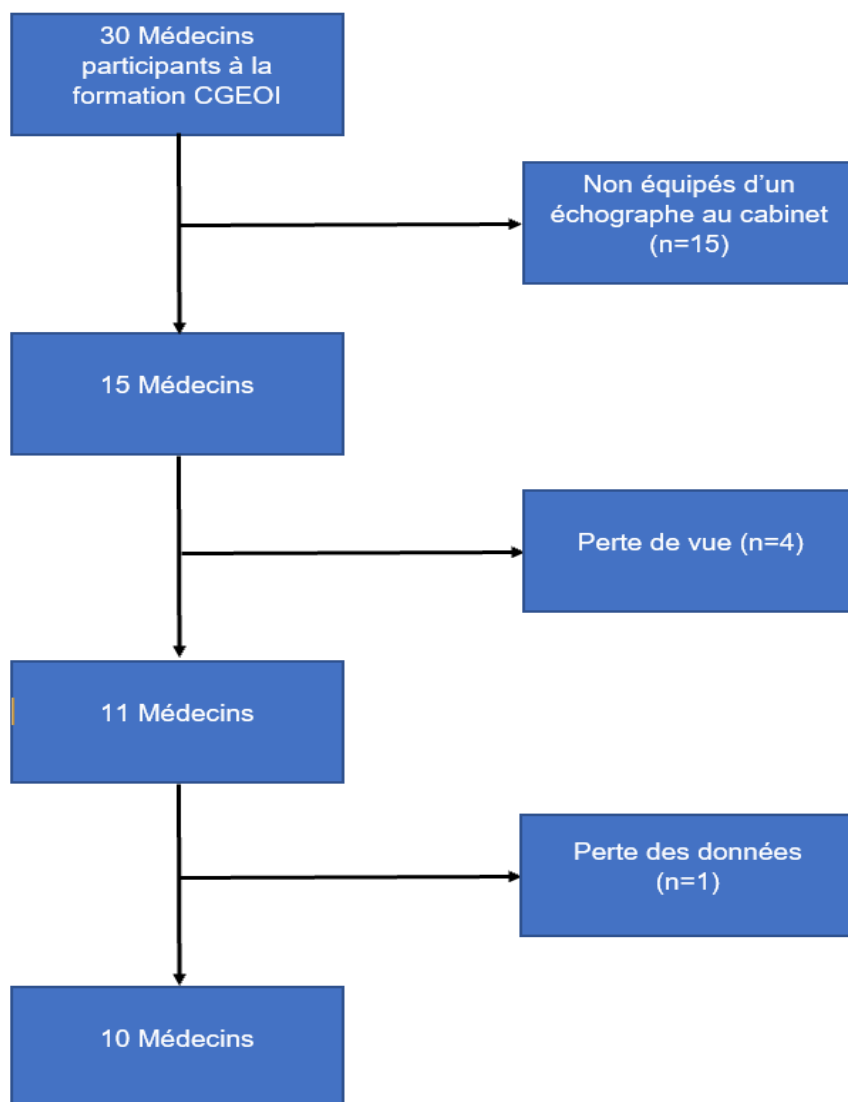 30 Médecins
participants à la
formation CGEOI
Non équipés d’un
échographe au cabinet
(n=15)
15 Médecins
Perte de vue (n=4)
11 Médecins
Perte des données
(n=1)
10 Médecins